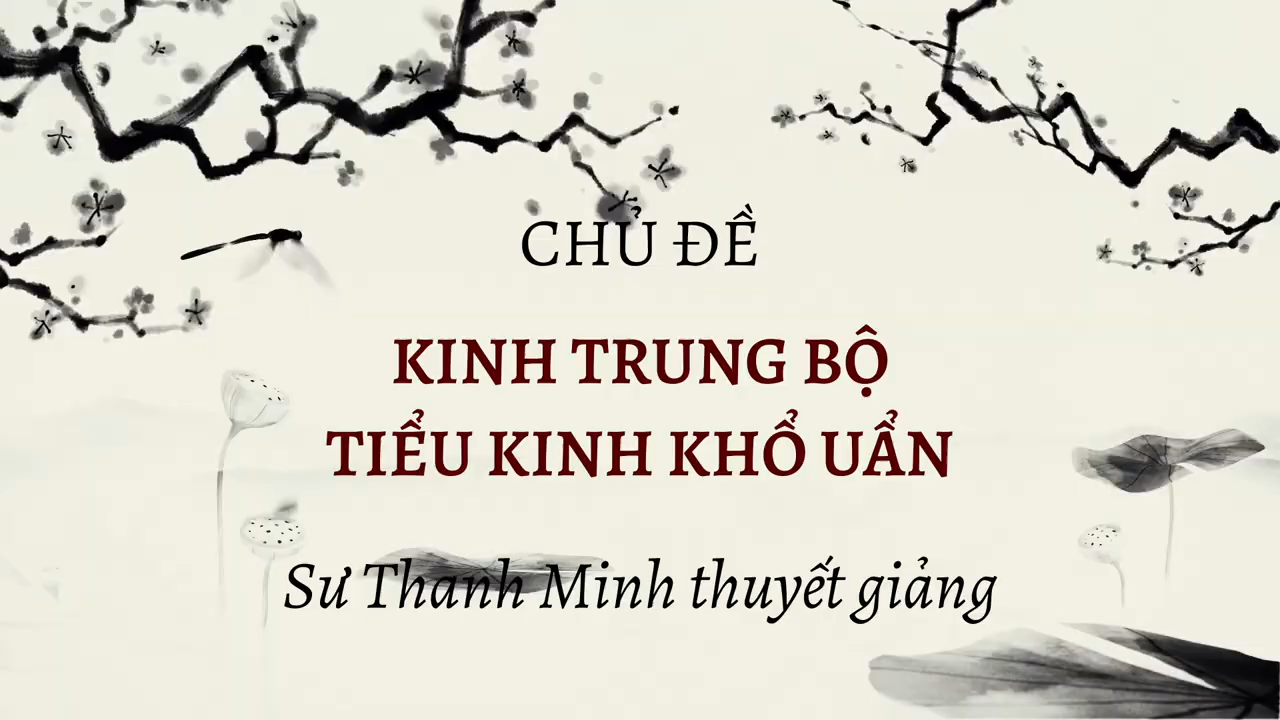 CHỦ ĐỀ
KINH TRUNG BỘ
TIỂU KINH KHỔ UẨN
Sư Thanh Minh thuyết giảng